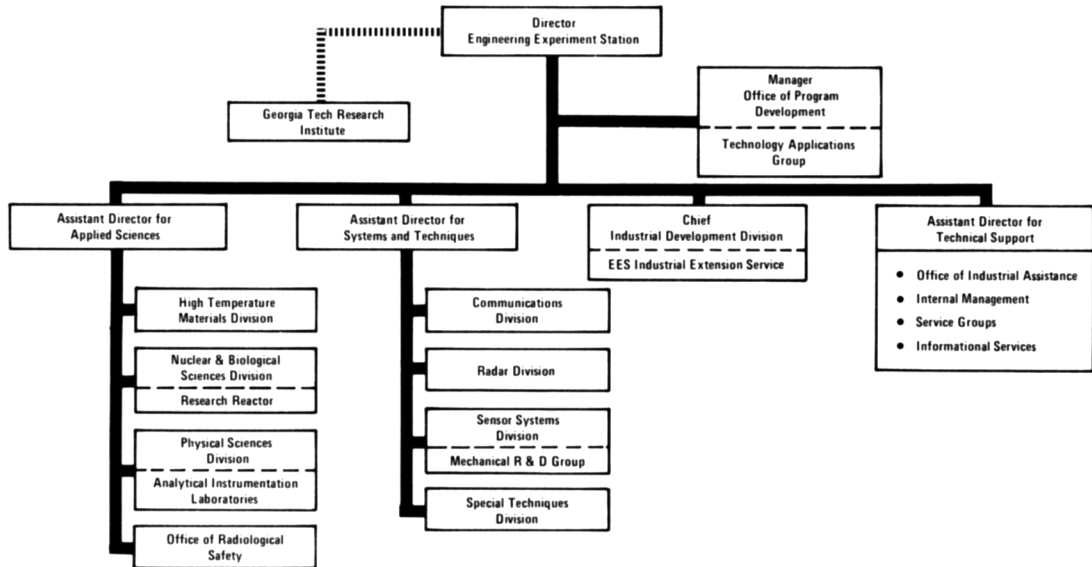 Director
Engineering Experiment Station
Georgia Tech Research
Institute
Manager
Office of Program
Development
Technology Applications
Group
Assistant Director for
Applied Sciences
High Temperature
Materials Division
Nuclear & Biological
Sciences Division
Research Reactor
Physical Sciences
Division
Analytical Instrumentation
Laboratories
Office of Radiological
Safety
Assistant Director for
Systems and Techniques
Communications
Division
Radar Division
Sensor Systems
Division
Mechanical R & D Group
Special Techniques
Division
Chief
Industrial Development Division
EES Industrial Extension Service
Assistant Director for
Technical Support
• Office of Industrial Assistance
• Internal Management
• Service Groups
• Informational Services